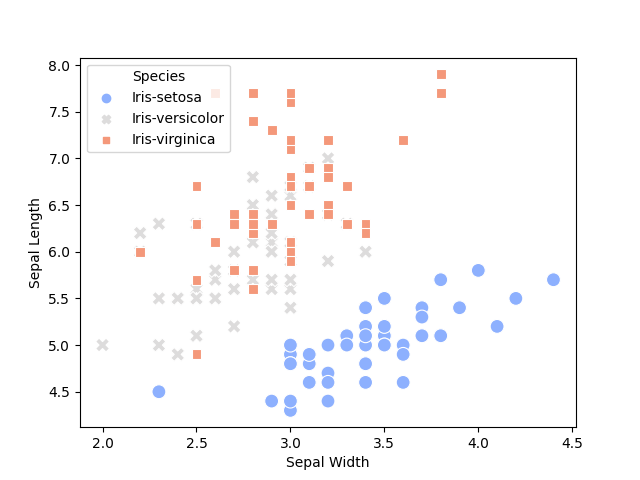 Species
Iris-setosa
Iris-versicolor
Iris-virginica
8.0
7.5
7.0
6.5
6.0
5.5
5.0
4.5
Sepal Length
2.0 2.5 3.0 3.5 4.0 4.5
Sepal Width